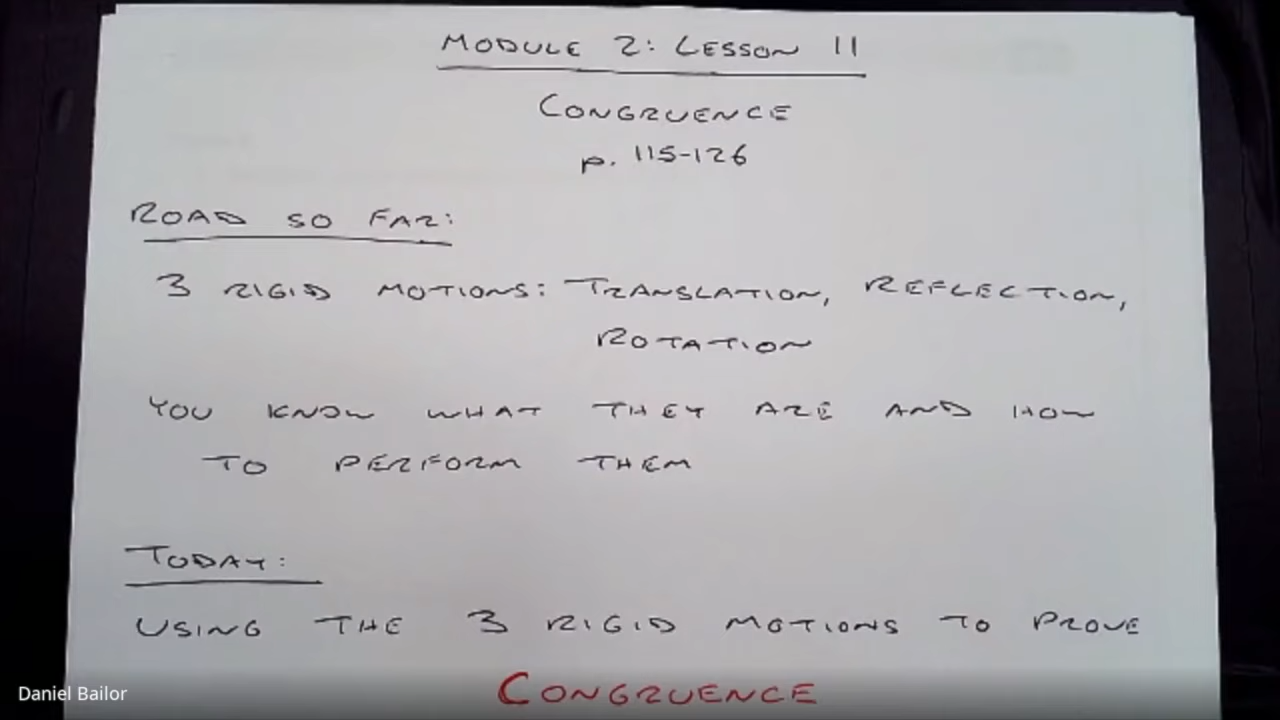 MODULE 2: LESSON 11
CONGRUENCE
p. 115-126
ROAD SO FAR:
3 RIGID MOTIONS: TRANSLATION, REFLECTION,
ROTATION
YOU KNOW WHAT THEY ARE AND HOW
TO PERFORM THEM
TODAY:
USING THE 3 RIGID MOTIONS TO PROVE
CONGRUENCE
Daniel Bailor